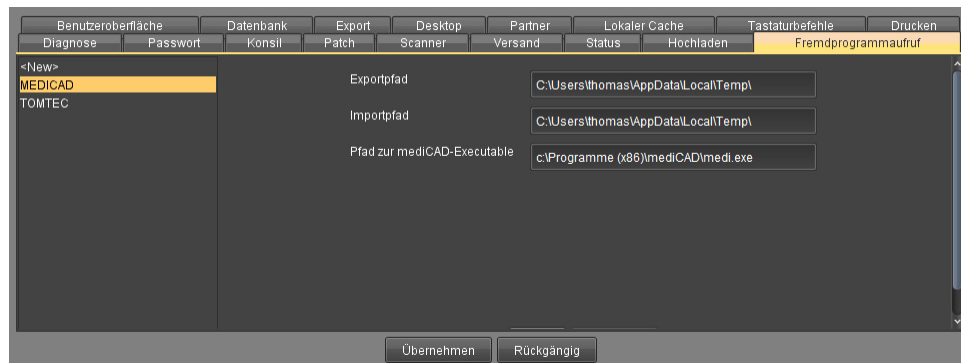 Benutzeroberfläche Datenbank Export Desktop Partner Lokaler Cache Tastaturbefehle Drucken
Diagnose Passwort Konsil Patch Scanner Versand Status Hochladen Fremdprogrammaufruf
<New>
MEDICAD
TOMTEC
Exportpfad C:\Users\thomas\AppData\Local\Temp\
Importpfad C:\Users\thomas\AppData\Local\Temp\
Pfad zur mediCAD-Executable c:\Programme (x86)\mediCAD\medi.exe
Übernehmen Rückgängig